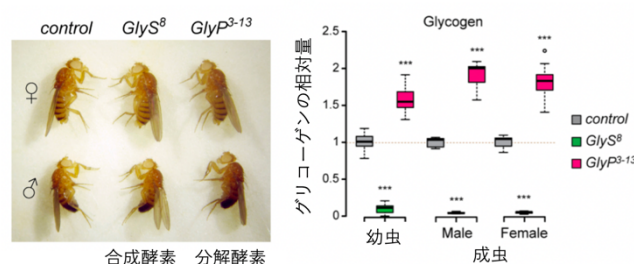 control GlyS8 GlyP3-13
♀
♂
合成酵素 分解酵素
Glycogen
グリコーゲンの相対量
2.5
2
1.5
1
0.5
0
***
***
***
***
***
***
control
GlyS8
GlyP3-13
幼虫 Male Female
成虫